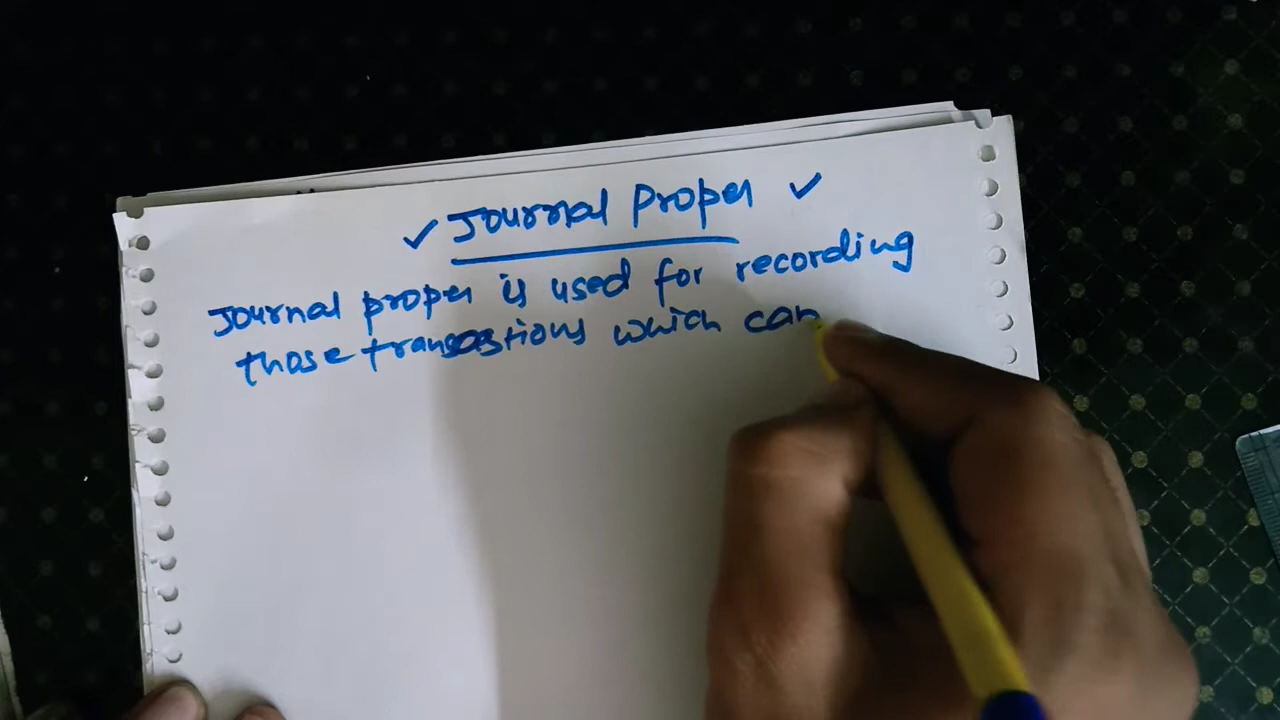 Journal Proper
Journal proper is used for recording
those transactions which can